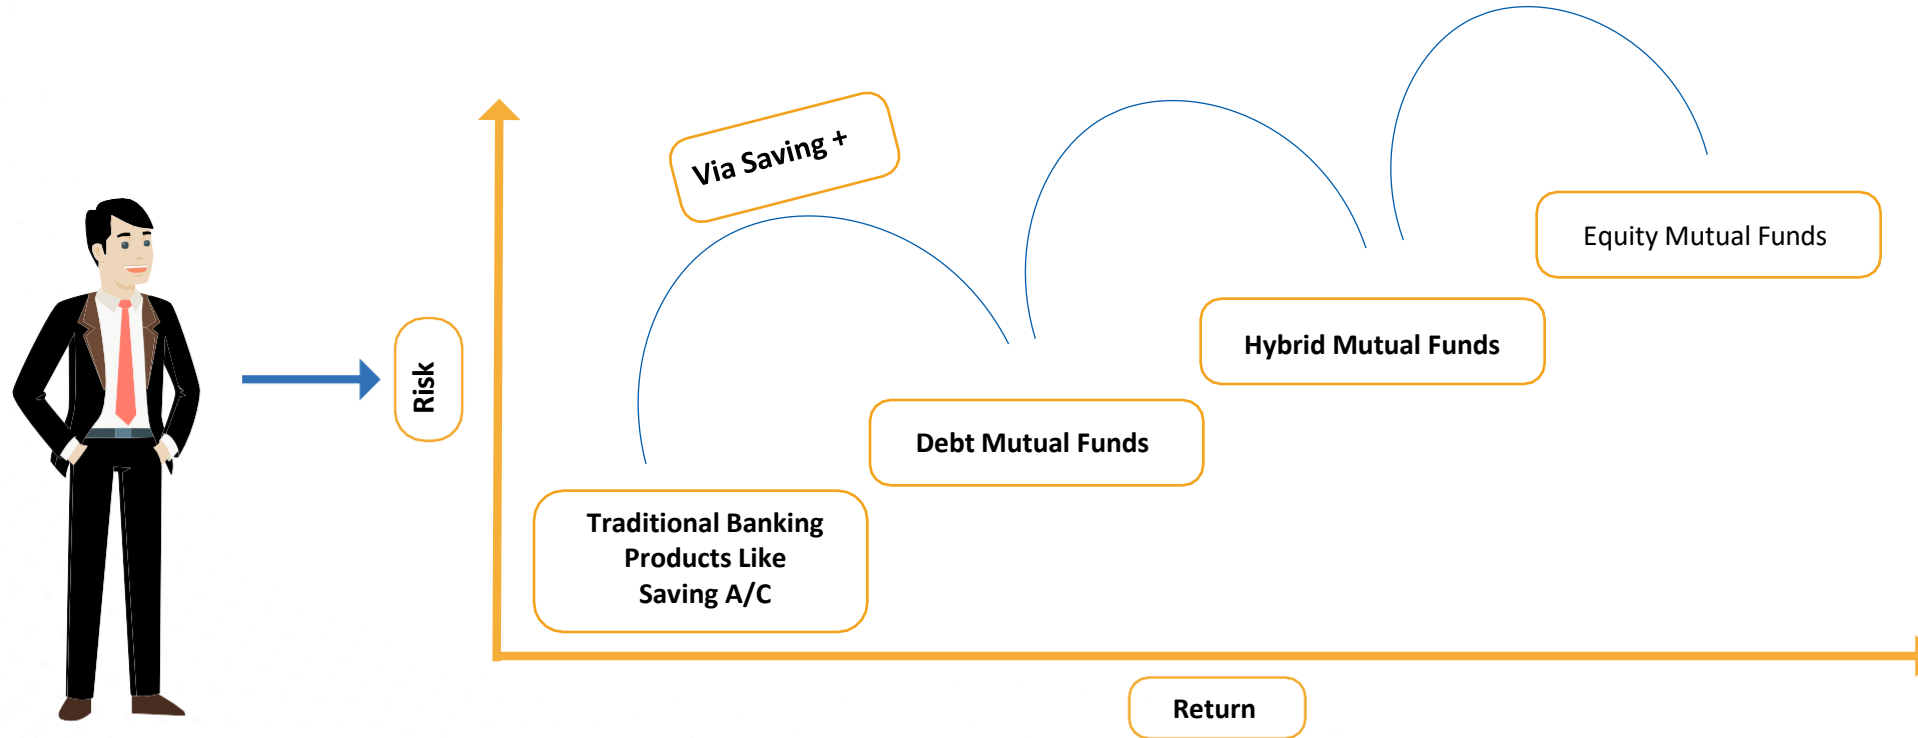 Via Saving +
Equity Mutual Funds
Hybrid Mutual Funds
Risk
Debt Mutual Funds
Traditional Banking
Products Like
Saving A/C
Return